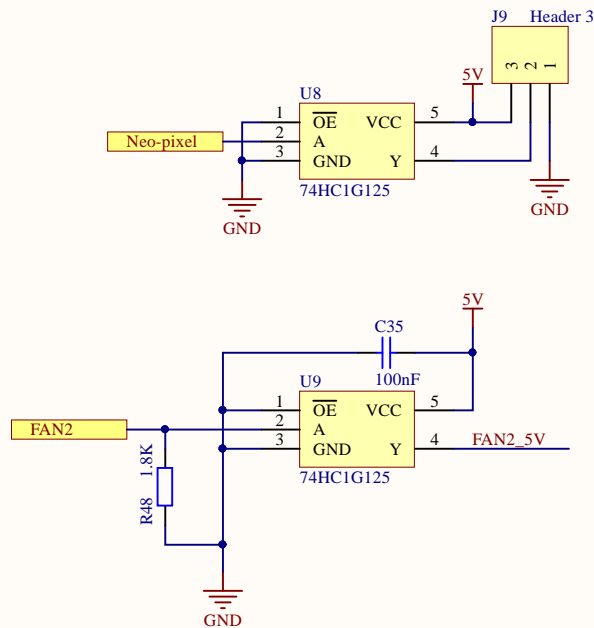 J9 Header 3
3 2 1
5V
U8
1 OE VCC 5
Neo-pixel 2 A
3 GND Y 4
74HC1G125
GND
GND
5V
C35
100nF
U9
1 OE VCC 5
FAN2 2 A
3 GND Y 4 FAN2_5V
74HC1G125
R48 1.8K
GND